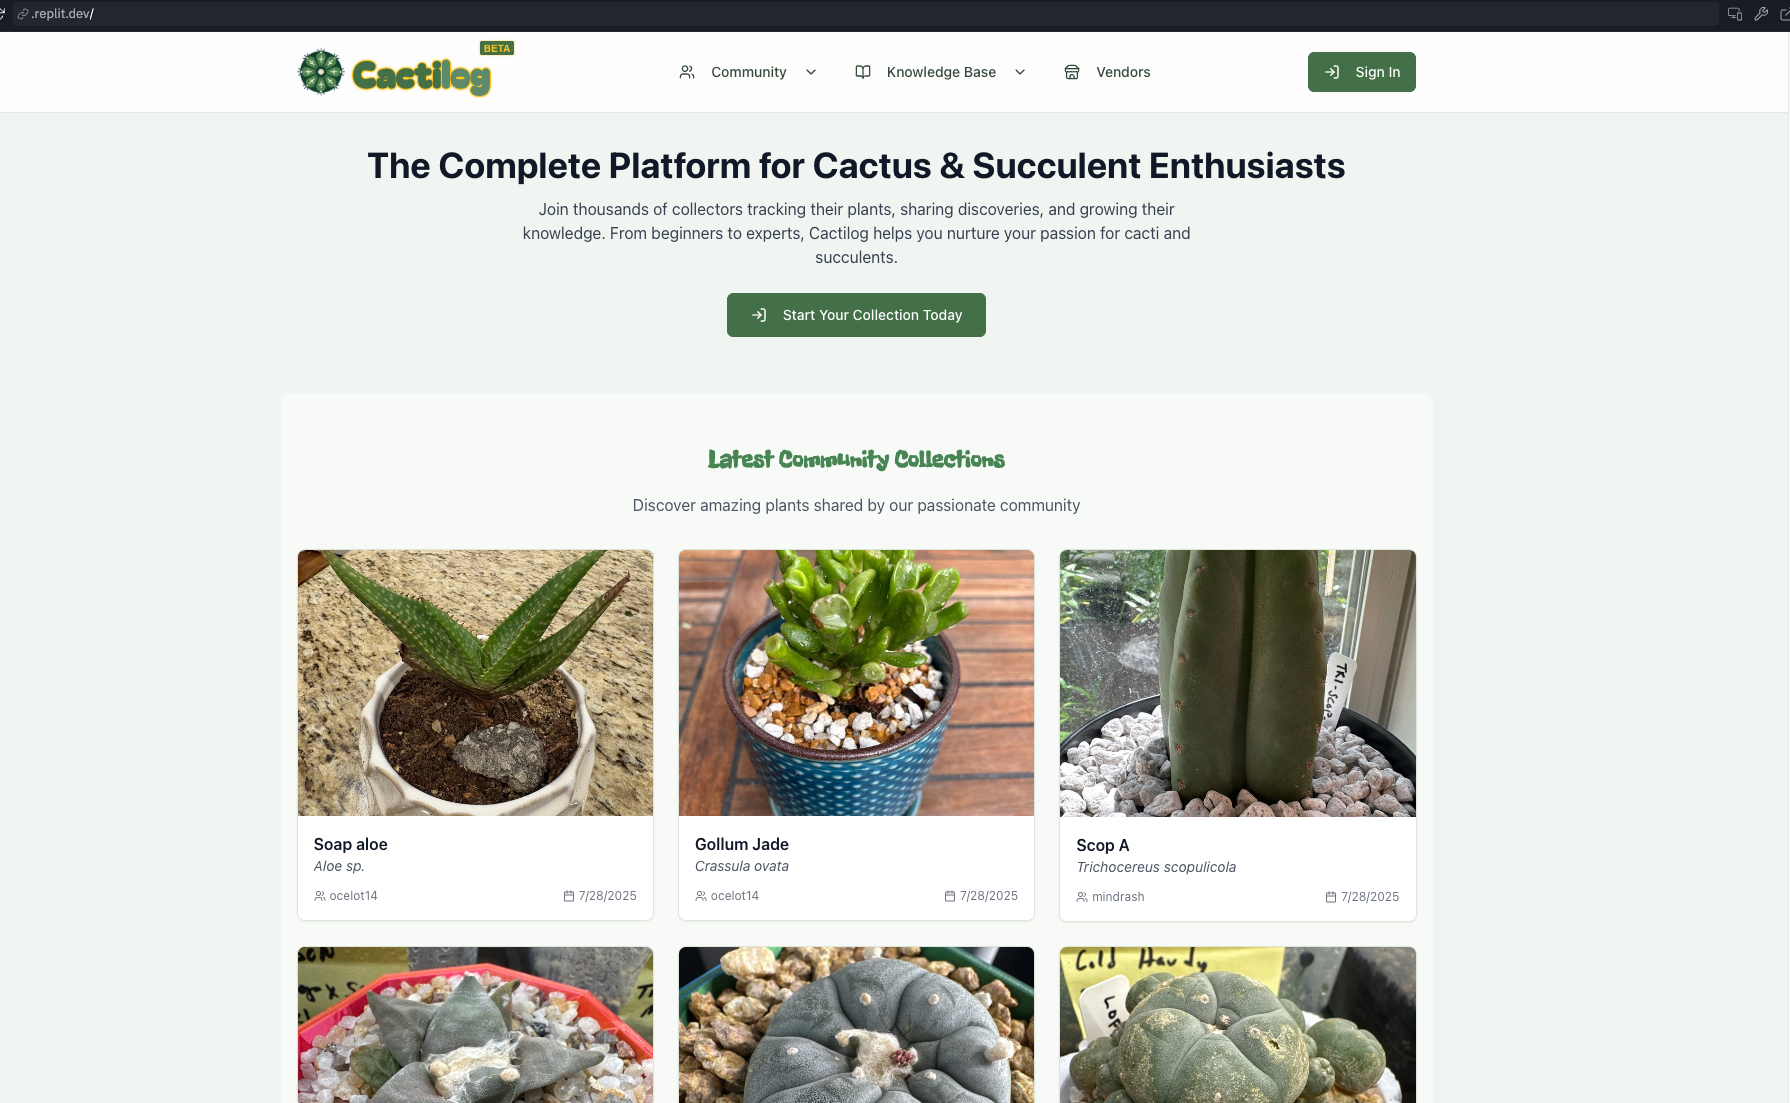 .replit.dev/
BETA
Cactilog
Community
Knowledge Base
Vendors
Sign In
The Complete Platform for Cactus & Succulent Enthusiasts
Join thousands of collectors tracking their plants, sharing discoveries, and growing their
knowledge. From beginners to experts, Cactilog helps you nurture your passion for cacti and
succulents.
Start Your Collection Today
Latest Community Collections
Discover amazing plants shared by our passionate community
TKI-Scop.
Soap aloe
Aloe sp.
ocelot14
7/28/2025
Gollum Jade
Crassula ovata
ocelot14
7/28/2025
Scop A
Trichocereus scopulicola
mindrash
7/28/2025
Cold Hardy